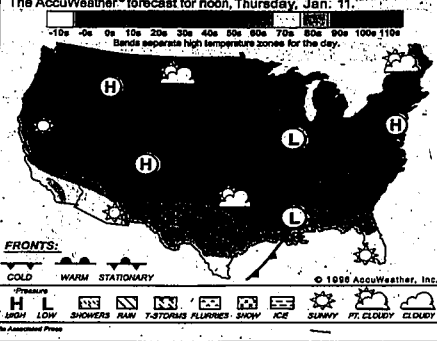 The AccuWeather® forecast for noon, Thursday, Jan. 11.
-10s -0s 0s 10s 20s 30s 40s 50s 60s 70s 80s 90s 100s 110s
Bands separate high temperature zones for the day.
H
H
L
H
L
FRONTS:
COLD WARM STATIONARY
© 1996 AccuWeather, Inc.
Pressure
H L
HIGH LOW SHOWERS RAIN T-STORMS FLURRIES SNOW ICE SUNNY PT. CLOUDY CLOUDY
Associated Press